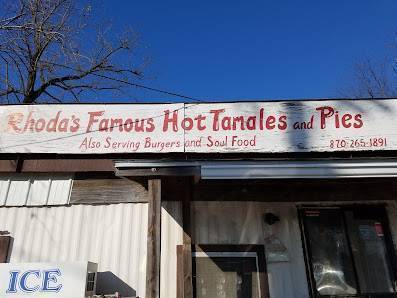 Rhoda's Famous Hot Tamales and Pies
Also Serving Burgers and Soul Food 870-265-1891
ICE